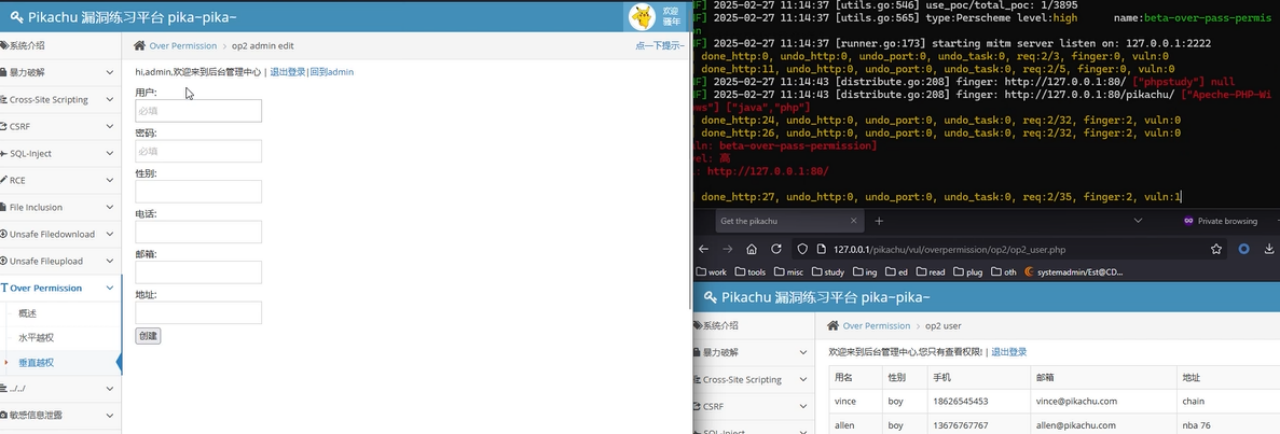 Pikachu 漏洞练习平台 pika~pika~
欢迎
骚年
系统介绍
暴力破解
Cross-Site Scripting
CSRF
SQL-Inject
RCE
File Inclusion
Unsafe Filedownload
Unsafe Fileupload
Over Permission
概述
水平越权
垂直越权
../../
敏感信息泄露
Over Permission > op2 admin edit
点一下提示~
hi,admin,欢迎来到后台管理中心 | 退出登录|回到admin
用户:
必填
密码:
必填
性别:
电话:
邮箱:
地址:
创建
F] 2025-02-27 11:14:37 [utils.go:546] use_poc/total_poc: 1/3895
F] 2025-02-27 11:14:37 [utils.go:565] type:Perscheme level:high name:beta-over-pass-permis
n
F] 2025-02-27 11:14:37 [runner.go:173] starting mitm server listen on: 127.0.0.1:2222
done_http:0, undo_http:0, undo_port:0, undo_task:0, req:2/3, finger:0, vuln:0
done_http:11, undo_http:0, undo_port:0, undo_task:0, req:2/5, finger:0, vuln:0
F] 2025-02-27 11:14:43 [distribute.go:208] finger: http://127.0.0.1:80/ ["phpstudy"] null
F] 2025-02-27 11:14:43 [distribute.go:208] finger: http://127.0.0.1:80/pikachu/ ["Apeche-PHP-Wi
ws"] ["java","php"]
done_http:24, undo_http:0, undo_port:0, undo_task:0, req:2/32, finger:2, vuln:0
done_http:26, undo_http:0, undo_port:0, undo_task:0, req:2/32, finger:2, vuln:0
ln: beta-over-pass-permission]
el: 高
: http://127.0.0.1:80/
done_http:27, undo_http:0, undo_port:0, undo_task:0, req:2/35, finger:2, vuln:1
Get the pikachu × + Private browsing
127.0.0.1/pikachu/vul/overpermission/op2/op2_user.php
work tools misc study ing ed read plug oth systemadmin/Est@CD...
Pikachu 漏洞练习平台 pika~pika~
系统介绍
暴力破解
Cross-Site Scripting
CSRF
SQL-Inject
Over Permission > op2 user
欢迎来到后台管理中心,您只有查看权限! | 退出登录
用名 性别 手机 邮箱 地址
vince boy 18626545453 vince@pikachu.com chain
allen boy 13676767767 allen@pikachu.com nba 76